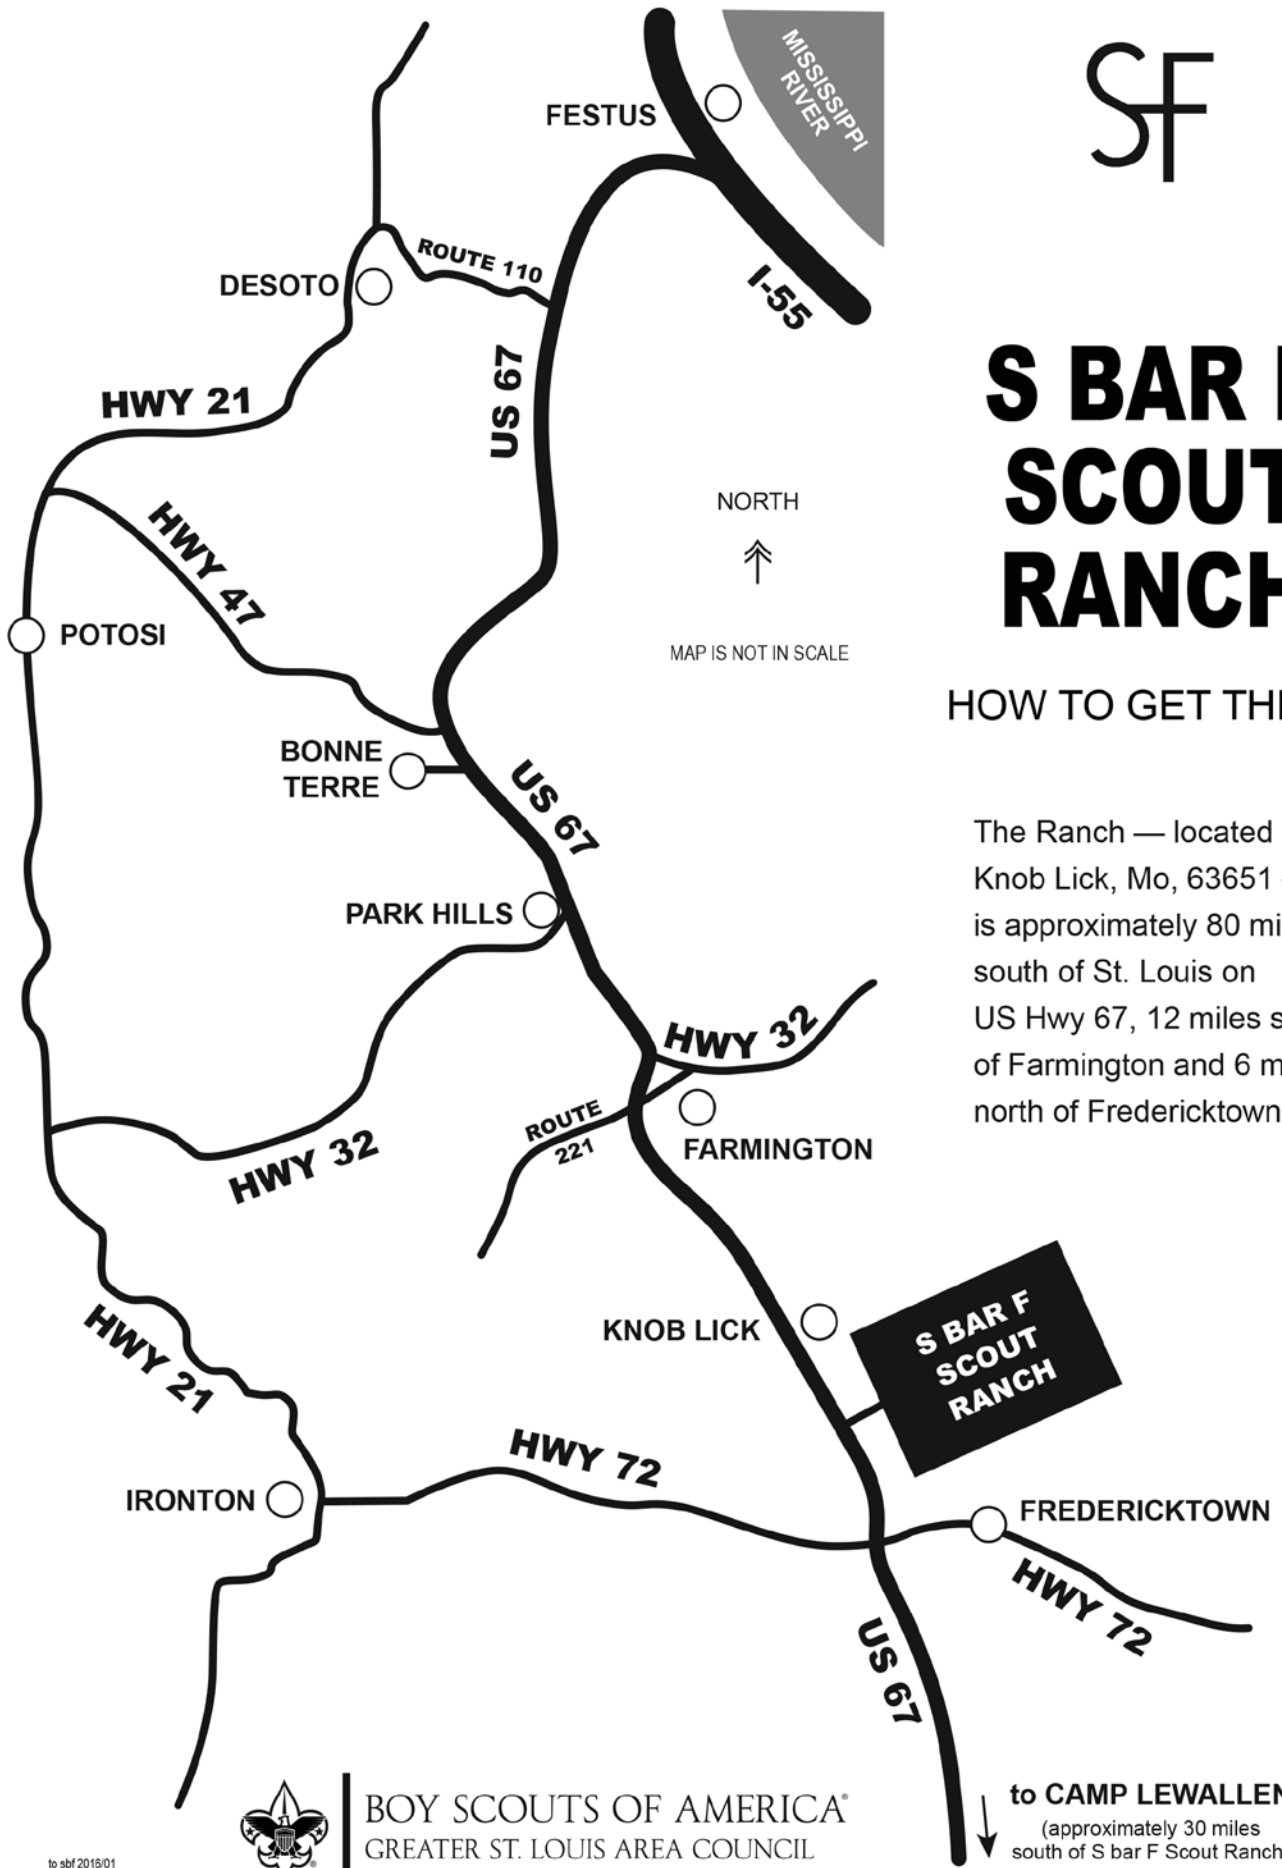 MISSISSIPPI
RIVER
SF
FESTUS
ROUTE 110
DESOTO
I-55
US 67
HWY 21
S BAR
SCOUT
RANCH
HWY 47
NORTH
POTOSI
MAP IS NOT IN SCALE
HOW TO GET
BONNE
TERRE
US 67
The Ranch — located
Knob Lick, Mo, 63651
is approximately 80
south of St. Louis on
US Hwy 67, 12 miles
of Farmington and 6
north of Fredericktown
PARK HILLS
HWY 32
ROUTE
221
FARMINGTON
HWY 32
KNOB LICK
S BAR F
SCOUT
RANCH
HWY 21
HWY 72
IRONTON
FREDERICKTOWN
HWY 72
US 67
to CAMP LEWALLEN
(approximately 30 miles
south of S bar F Scout Ranch
BOY SCOUTS OF AMERICA®
GREATER ST. LOUIS AREA COUNCIL
to sbf 2016/01